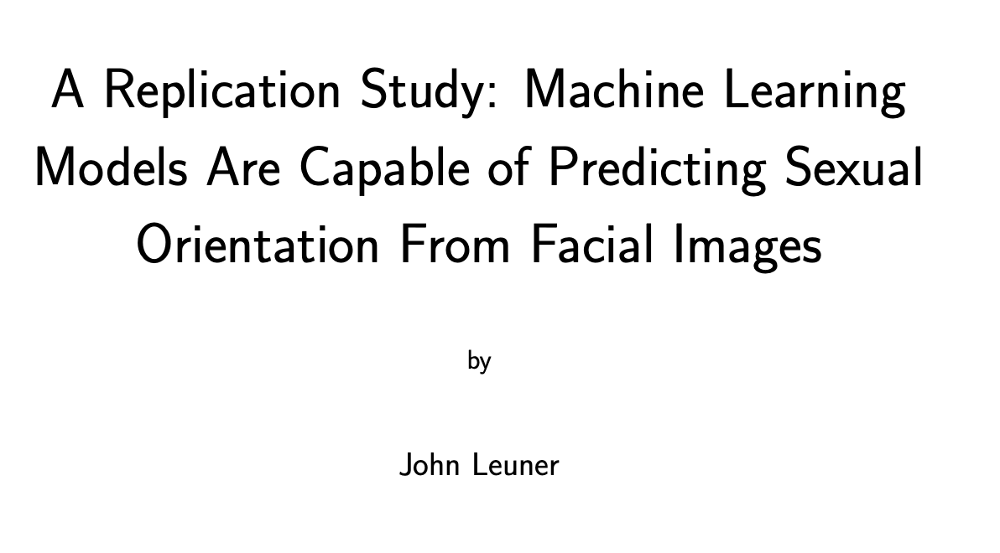 A Replication Study: Machine Learning
Models Are Capable of Predicting Sexual
Orientation From Facial Images
by
John Leuner